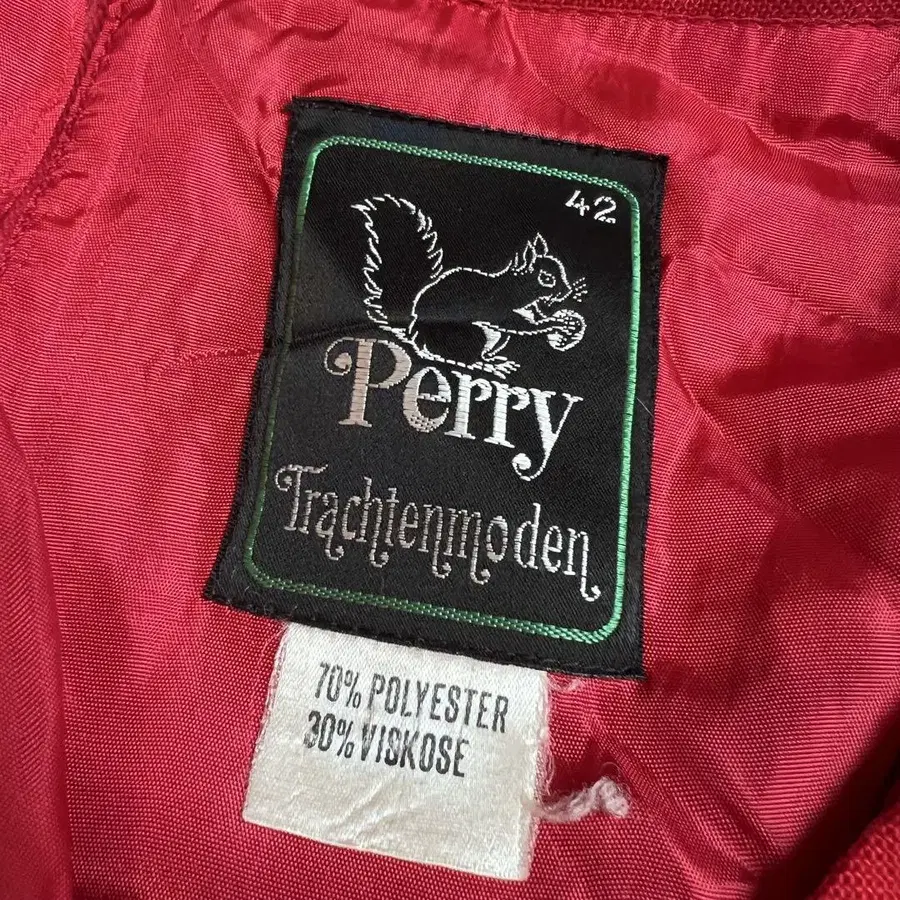 42
Perry
Trachtenmoden
70% POLYESTER
30% VISKOSE